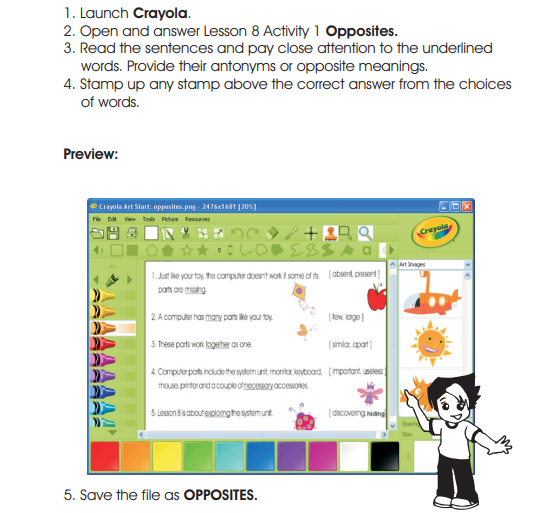 1. Launch Crayola.
2. Open and answer Lesson 8 Activity 1 Opposites.
3. Read the sentences and pay close attention to the underlined
words. Provide their antonyms or opposite meanings.
4. Stamp up any stamp above the correct answer from the choices
of words.
Preview:
Crayola Art Start: opposites.png - 2476x1681 [20%]
File Edit View Tools Picture Resources
Crayola
Art Images
1. Just like your toy, the computer doesn't work if some of its [absent, present]
parts are missing.
2. A computer has many parts like your toy. [few, large]
3. These parts work together as one. [similar, apart]
4. Computer parts include the system unit, monitor, keyboard, [important, useless]
mouse, printer and a couple of necessary accessories.
5. Lesson 8 is about exploring the system unit. [discovering, hiding]
Size:
5. Save the file as OPPOSITES.